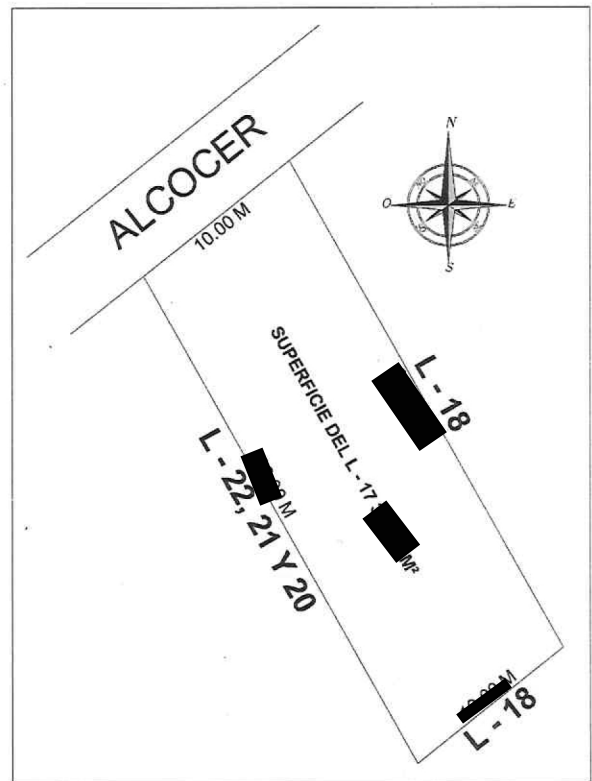 ALCOCER
10.00 M
N
O
E
S
SUPERFICIE DEL L - 17
M²
L - 18
M
L - 22, 21 Y 20
M
L - 18